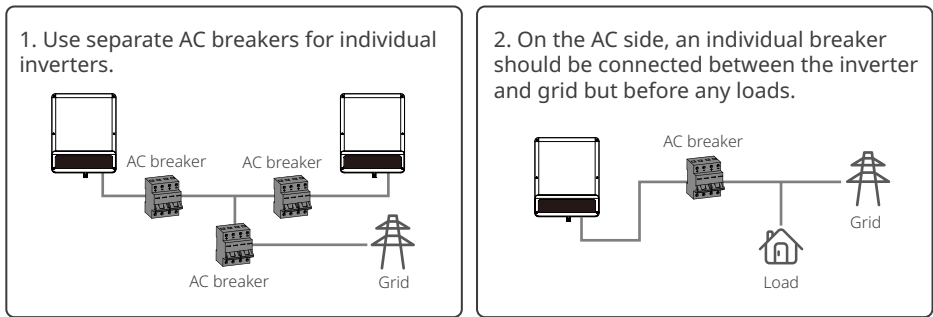 1. Use separate AC breakers for individual
inverters.
AC breaker
AC breaker
AC breaker
Grid
2. On the AC side, an individual breaker
should be connected between the inverter
and grid but before any loads.
AC breaker
Grid
Load